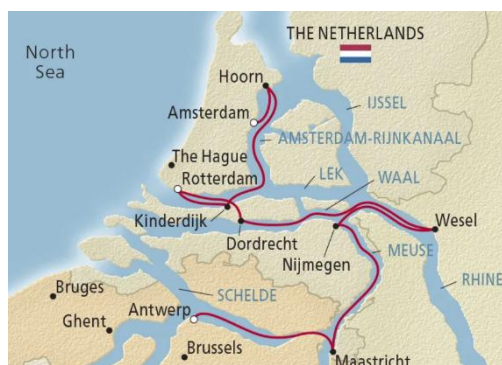 North
Sea
THE NETHERLANDS
Hoorn
IJSSEL
Amsterdam
AMSTERDAM-RIJNKANAAL
The Hague
Rotterdam
LEK
WAAL
Kinderdijk
Dordrecht
Wesel
Nijmegen
MEUSE
RHINE
Bruges
SCHELDE
Antwerp
Ghent
Brussels
Maastricht